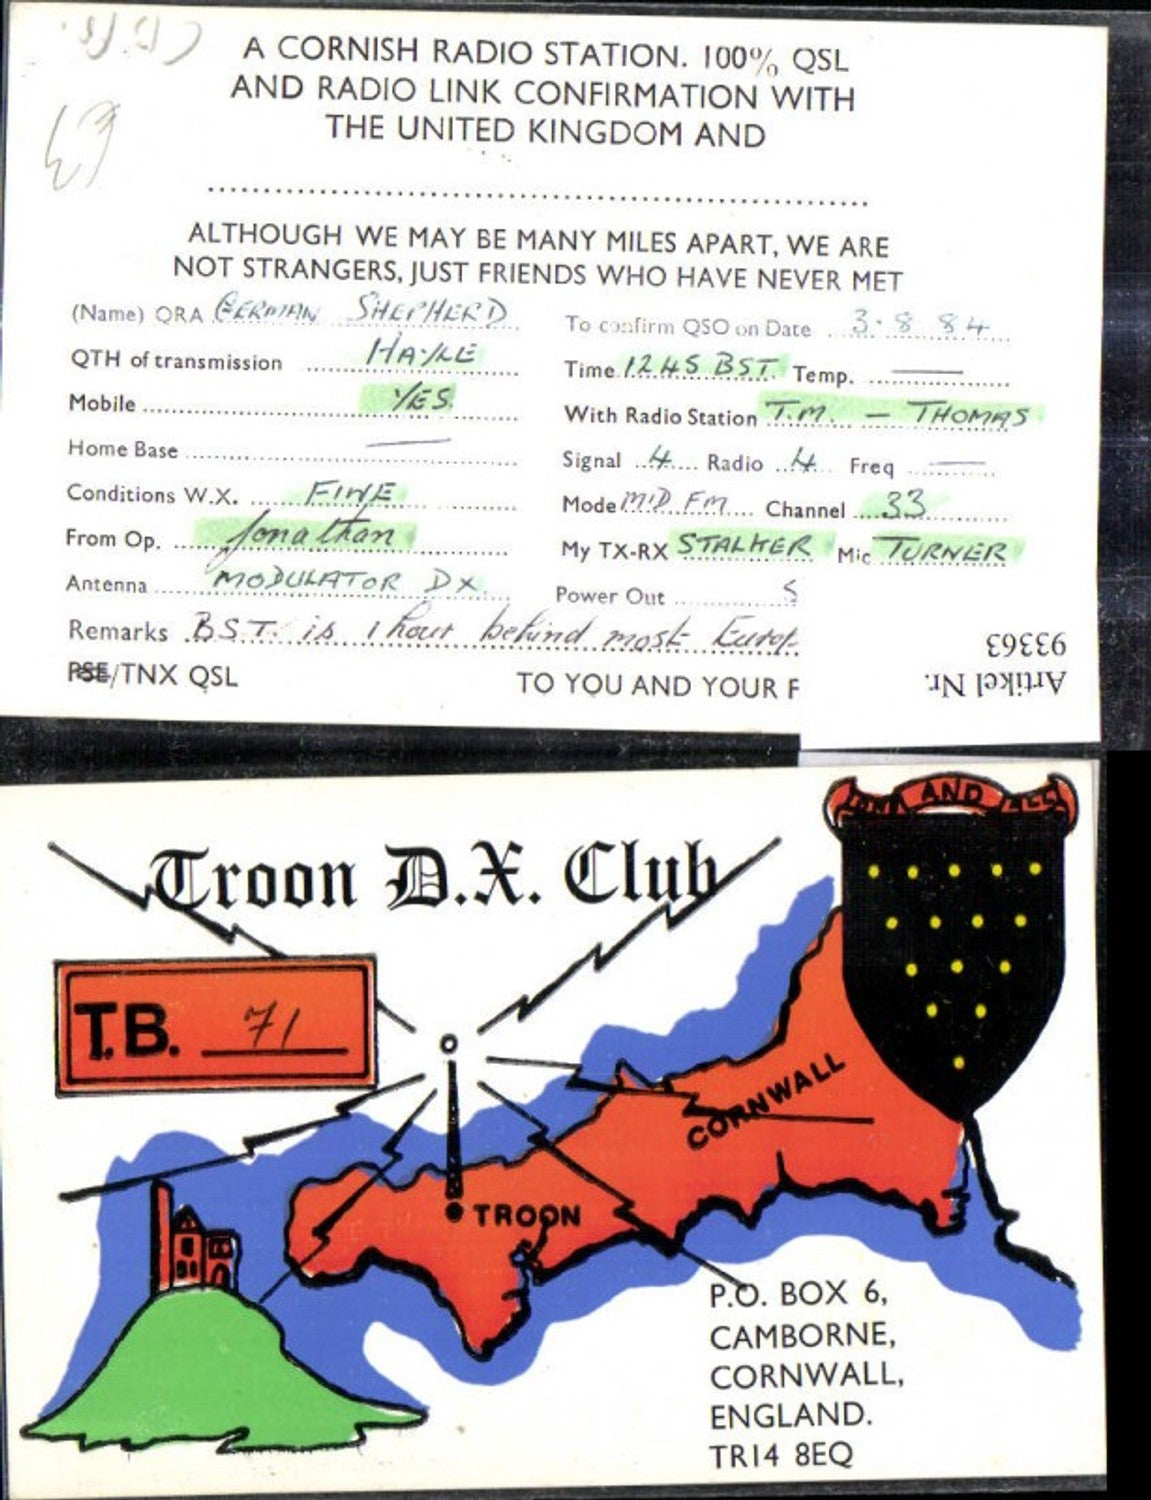 A CORNISH RADIO STATION. 100% QSL
AND RADIO LINK CONFIRMATION WITH
THE UNITED KINGDOM AND
ALTHOUGH WE MAY BE MANY MILES APART, WE ARE
NOT STRANGERS, JUST FRIENDS WHO HAVE NEVER MET
(Name) QRA GERMAN SHEPHERD
To confirm QSO on Date 3·8 84
QTH of transmission HAYLE
Time 1245 BST. Temp. —
Mobile YES.
With Radio Station T.M. — THOMAS
Home Base —
Signal 4 Radio 4 Freq —
Conditions W.X. FINE
Mode MID FM Channel 33
From Op. Jonathan
My TX-RX STALKER Mic TURNER
Antenna MODULATOR DX
Power Out
Remarks BST. is 1 hour behind most
PSE/TNX QSL
TO YOU AND YOUR F
Artikel Nr.
93363
Troon D.X. Club
ONE AND ALL
T.B. 71
CORNWALL
TROON
P.O. BOX 6,
CAMBORNE,
CORNWALL,
ENGLAND.
TR14 8EQ